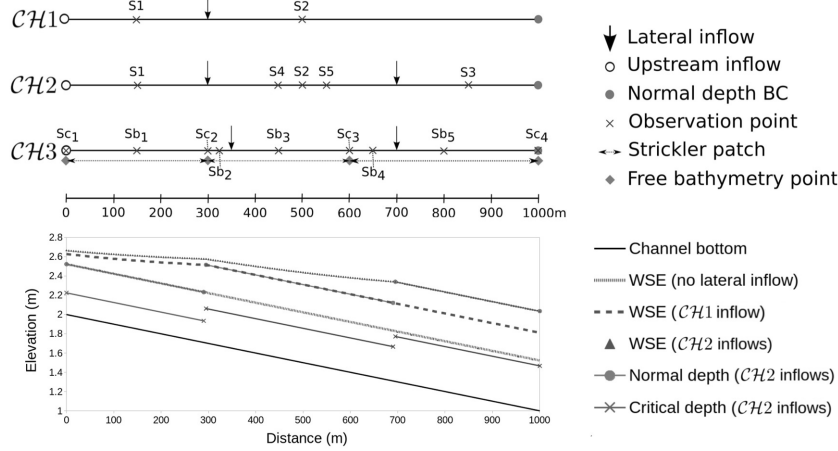 S1 S2
CH1
S1 S4 S2 S5 S3
CH2
Sc1 Sb1 Sc2 Sb3 Sc3 Sb5 Sc4
CH3
Sb2 Sb4
0 100 200 300 400 500 600 700 800 900 1000m
Lateral inflow
Upstream inflow
Normal depth BC
Observation point
Strickler patch
Free bathymetry point
2.8
2.6
2.4
2.2
2
1.8
1.6
1.4
1.2
1
Elevation (m)
0 100 200 300 400 500 600 700 800 900 1000
Distance (m)
Channel bottom
WSE (no lateral inflow)
WSE (CH1 inflow)
WSE (CH2 inflows)
Normal depth (CH2 inflows)
Critical depth (CH2 inflows)